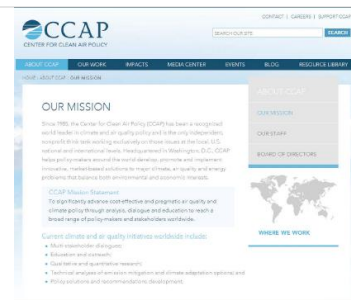 CONTACT | CAREERS | SUPPORT CCAP
CCAP
CENTER FOR CLEAN AIR POLICY
SEARCH OUR SITE
SEARCH
ABOUT CCAP OUR WORK IMPACTS MEDIA CENTER EVENTS BLOG RESOURCE LIBRARY
HOME : ABOUT CCAP : OUR MISSION
OUR MISSION
Since 1985, the Center for Clean Air Policy (CCAP) has been a recognized
world leader in climate and air quality policy and is the only independent,
nonprofit think-tank working exclusively on those issues at the local, U.S.
national and international levels. Headquartered in Washington, D.C., CCAP
helps policy-makers around the world develop, promote and implement
innovative, market-based solutions to major climate, air quality and energy
problems that balance both environmental and economic interests.
CCAP Mission Statement
To significantly advance cost-effective and pragmatic air quality and
climate policy through analysis, dialogue and education to reach a
broad range of policy-makers and stakeholders worldwide.
Current climate and air quality initiatives worldwide include:
Multi-stakeholder dialogues;
Education and outreach;
Qualitative and quantitative research;
Technical analyses of emission mitigation and climate adaptation options; and
Policy solutions and recommendations development.
ABOUT CCAP
OUR MISSION
OUR STAFF
BOARD OF DIRECTORS
WHERE WE WORK